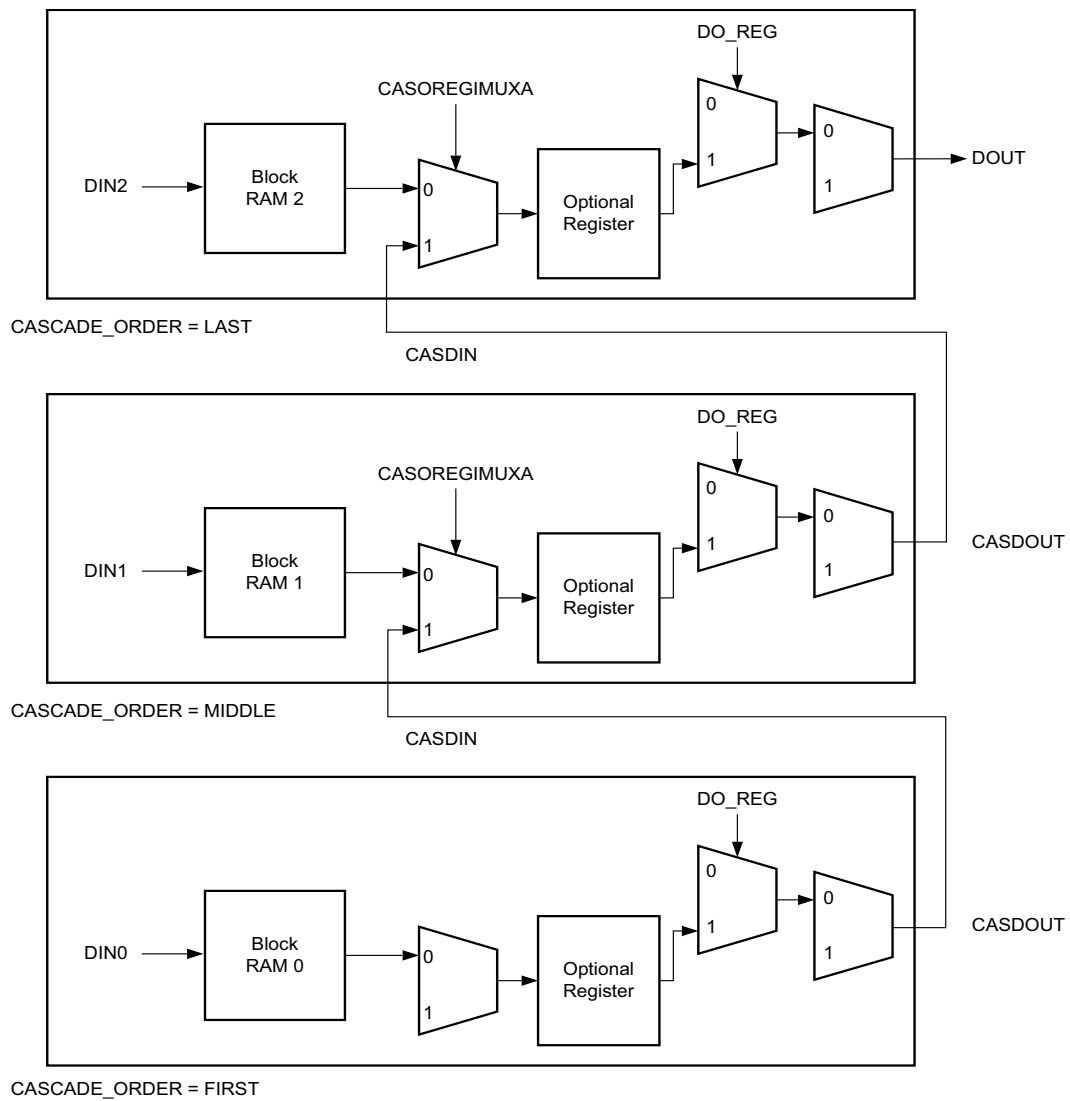 DO_REG
CASOREGIMUXA
0
0
Block
RAM 2
DIN2
0
1
Optional
Register
1
1
DOUT
1
CASCADE_ORDER = LAST
CASDIN
DO_REG
CASOREGIMUXA
0
0
Block
RAM 1
DIN1
0
1
Optional
Register
1
CASDOUT
1
CASCADE_ORDER = MIDDLE
CASDIN
DO_REG
0
0
Block
RAM 0
DIN0
0
1
Optional
Register
1
CASDOUT
1
CASCADE_ORDER = FIRST